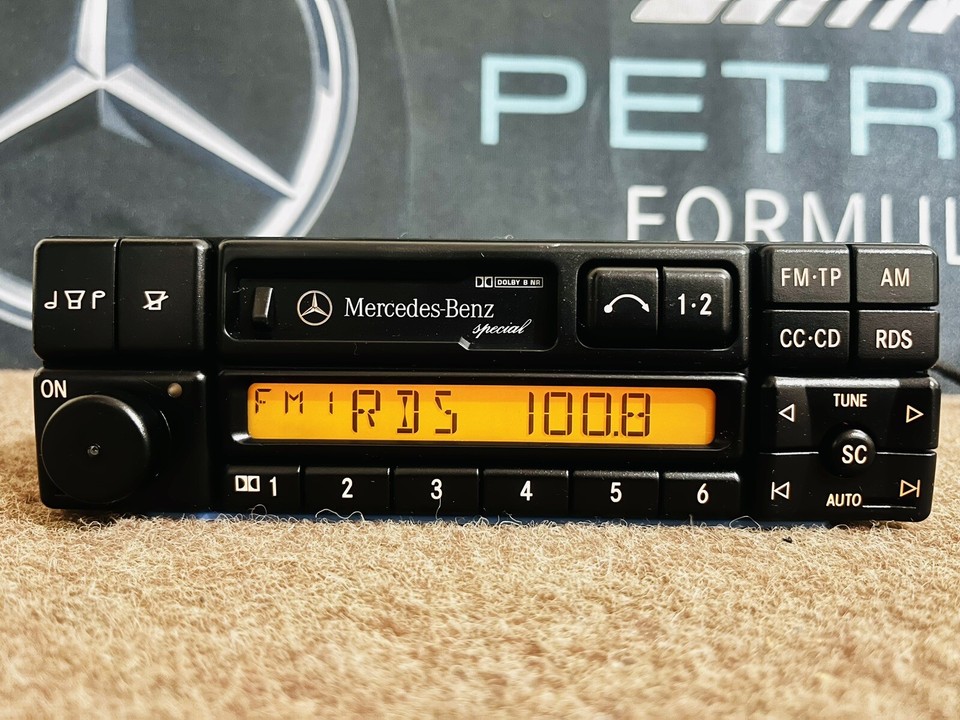 PETR
FORMUL
Mercedes-Benz
special
DOLBY B NR
1·2
FM·TP
AM
CC·CD
RDS
ON
FM1 RDS 100.8
TUNE
SC
AUTO
1
2
3
4
5
6